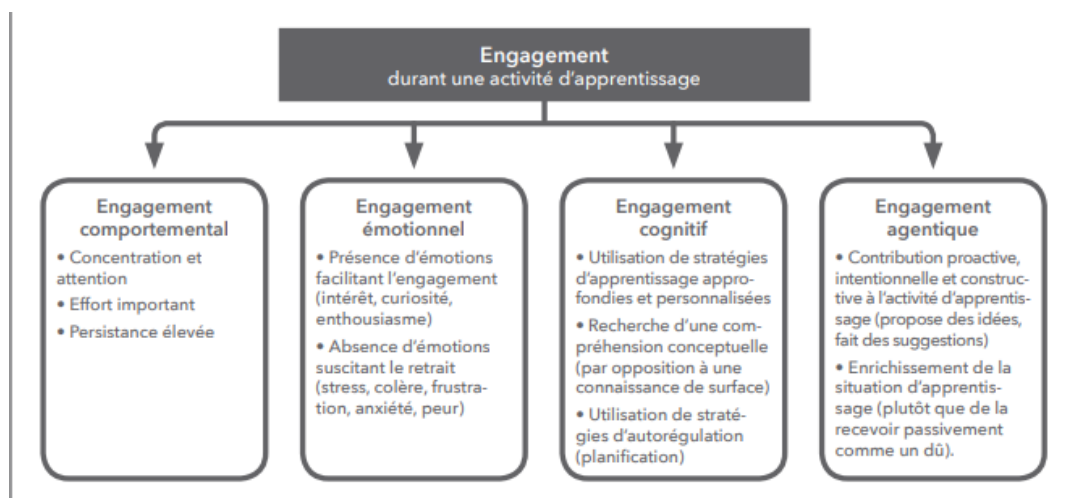 Engagement
durant une activité d'apprentissage
Engagement
comportemental
• Concentration et
attention
• Effort important
• Persistance élevée
Engagement
émotionnel
• Présence d'émotions
facilitant l'engagement
(intérêt, curiosité,
enthousiasme)
• Absence d'émotions
suscitant le retrait
(stress, colère, frustra-
tion, anxiété, peur)
Engagement
cognitif
• Utilisation de stratégies
d'apprentissage appro-
fondies et personnalisées
• Recherche d'une com-
préhension conceptuelle
(par opposition à une
connaissance de surface)
• Utilisation de straté-
gies d'autorégulation
(planification)
Engagement
agentique
• Contribution proactive,
intentionnelle et construc-
tive à l'activité d'apprentis-
sage (propose des idées,
fait des suggestions)
• Enrichissement de la
situation d'apprentis-
sage (plutôt que de la
recevoir passivement
comme un dû).